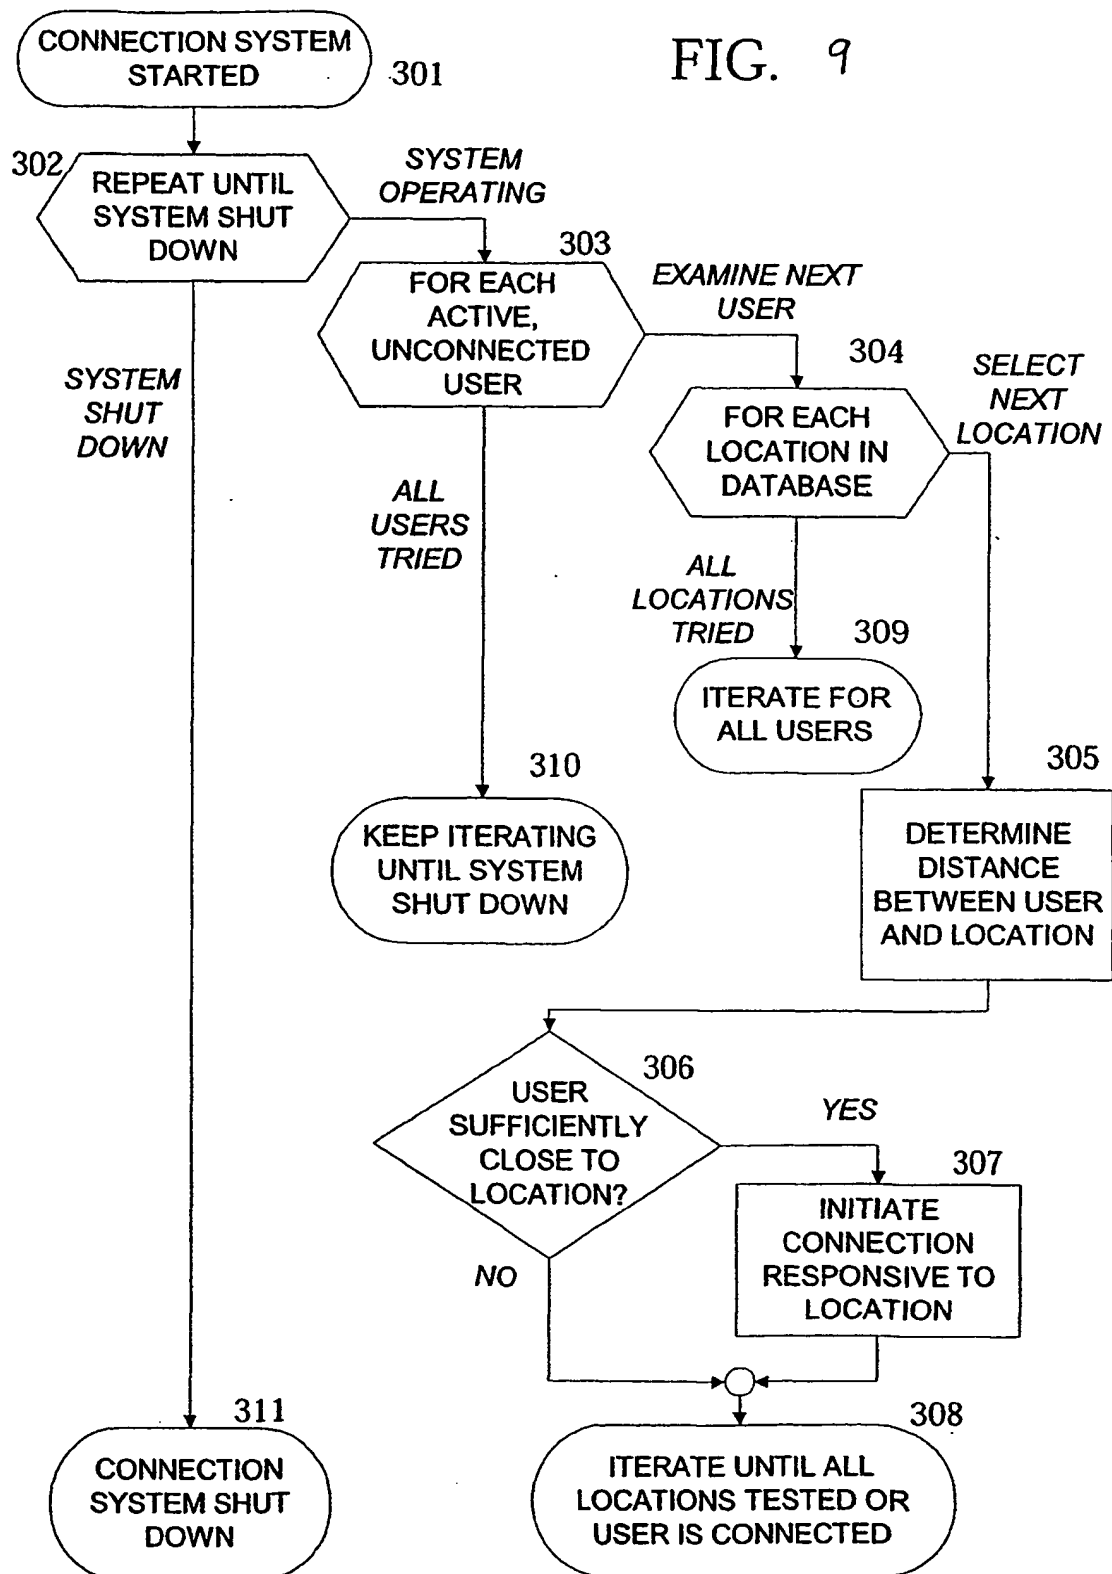 CONNECTION SYSTEM
STARTED
301
FIG. 9
302
REPEAT UNTIL
SYSTEM SHUT
DOWN
SYSTEM
OPERATING
303
FOR EACH
ACTIVE,
UNCONNECTED
USER
EXAMINE NEXT
USER
304
FOR EACH
LOCATION IN
DATABASE
SELECT
NEXT
LOCATION
SYSTEM
SHUT
DOWN
ALL
USERS
TRIED
ALL
LOCATIONS
TRIED
309
ITERATE FOR
ALL USERS
310
KEEP ITERATING
UNTIL SYSTEM
SHUT DOWN
305
DETERMINE
DISTANCE
BETWEEN USER
AND LOCATION
306
USER
SUFFICIENTLY
CLOSE TO
LOCATION?
YES
307
INITIATE
CONNECTION
RESPONSIVE TO
LOCATION
NO
311
CONNECTION
SYSTEM SHUT
DOWN
308
ITERATE UNTIL ALL
LOCATIONS TESTED OR
USER IS CONNECTED